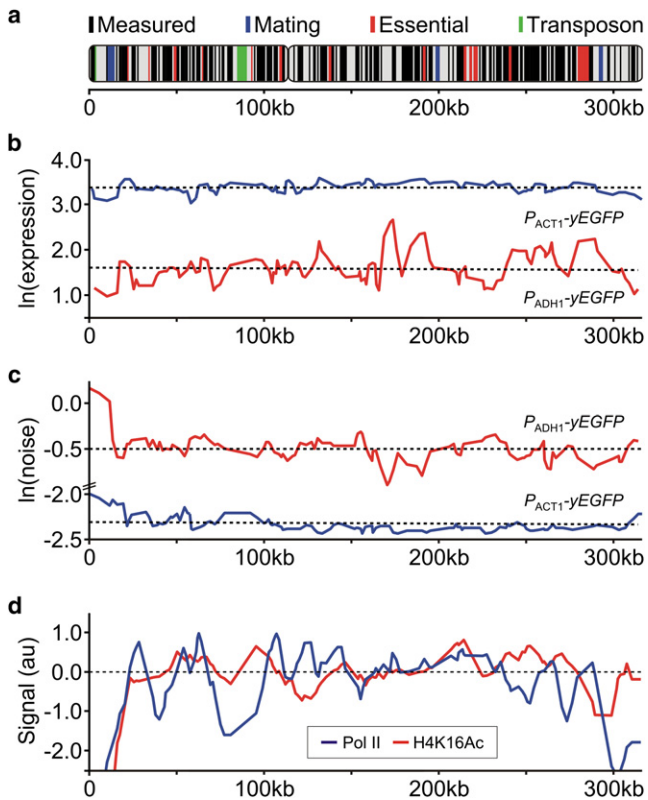 a
Measured Mating Essential Transposon
0 100kb 200kb 300kb
b
ln(expression)
4.0
3.0
2.0
1.0
PACT1-yEGFP
PADH1-yEGFP
0 100kb 200kb 300kb
c
ln(noise)
0.0
-0.5
-2.0
-2.5
PADH1-yEGFP
PACT1-yEGFP
0 100kb 200kb 300kb
d
Signal (au)
1.0
0.0
-1.0
-2.0
Pol II H4K16Ac
0 100kb 200kb 300kb